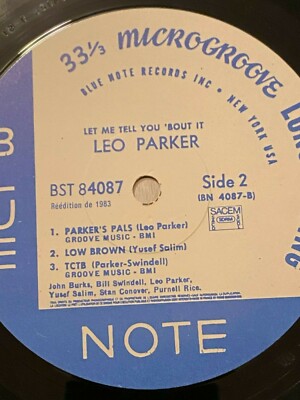 33 1/3 MICROGROOVE LONG
BLUE NOTE RECORDS INC • NEW YORK USA
LET ME TELL YOU 'BOUT IT
LEO PARKER
BST 84087
Side 2
Réédition de 1983
(BN 4087-B)
SACEM
1. PARKER'S PALS (Leo Parker)
GROOVE MUSIC - BMI
2. LOW BROWN (Yusef Salim)
3. TCTB (Parker-Swindell)
GROOVE MUSIC - BMI
John Burks, Bill Swindell, Leo Parker,
Yusef Salim, Stan Conover, Purnell Rice.
NOTE